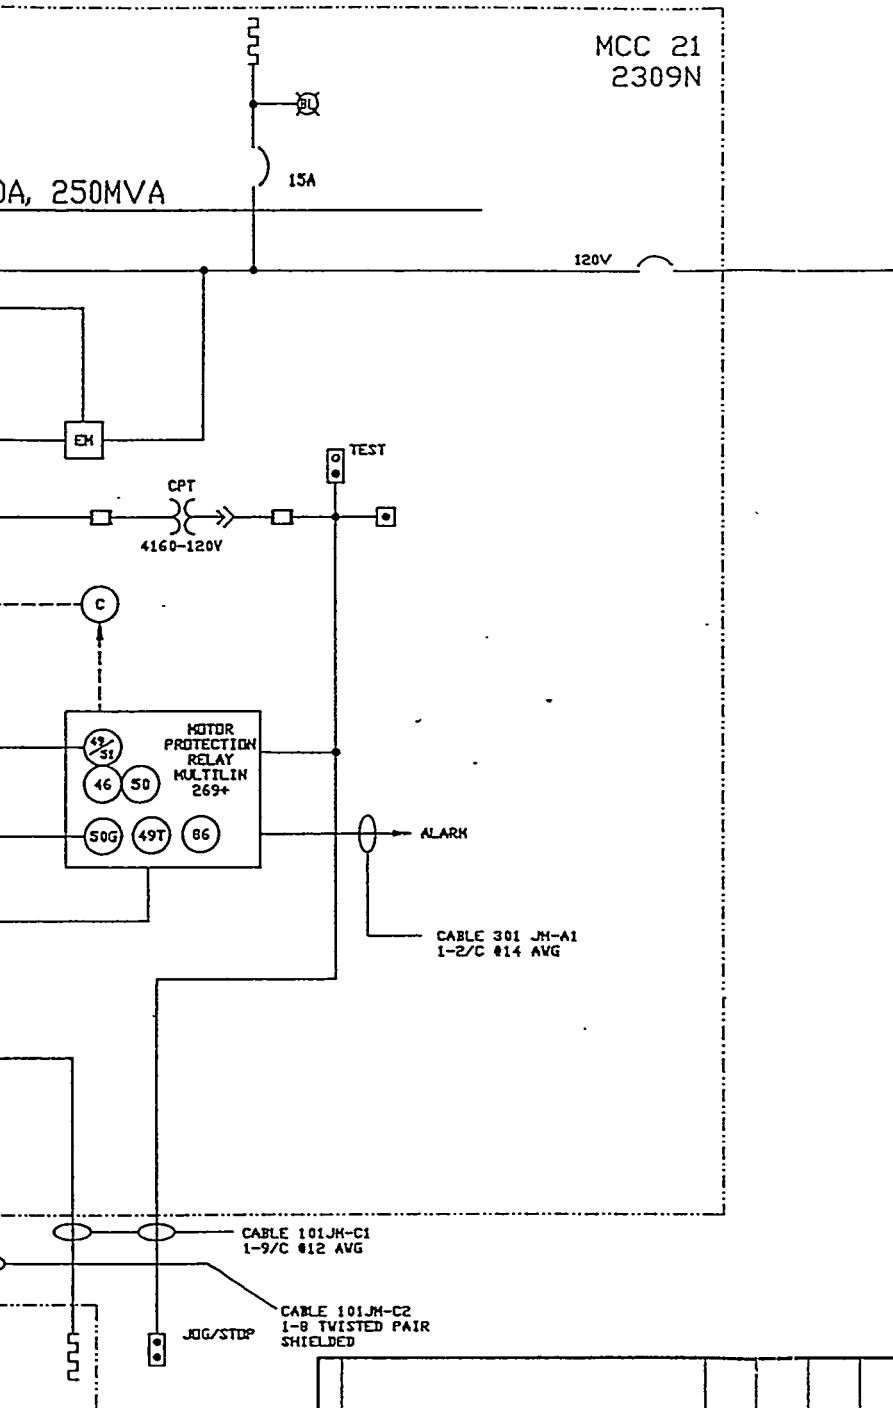 MCC 21
2309N
BL
15A
0A, 250MVA
120V
EM
TEST
CPT
4160-120V
C
49/51
MOTOR
PROTECTION
RELAY
MULTILIN
269+
46
50
50G
49T
86
ALARM
CABLE 301 JM-A1
1-2/C #14 AWG
CABLE 101JM-C1
1-9/C #12 AWG
CABLE 101JM-C2
1-8 TWISTED PAIR
SHIELDED
JOG/STOP